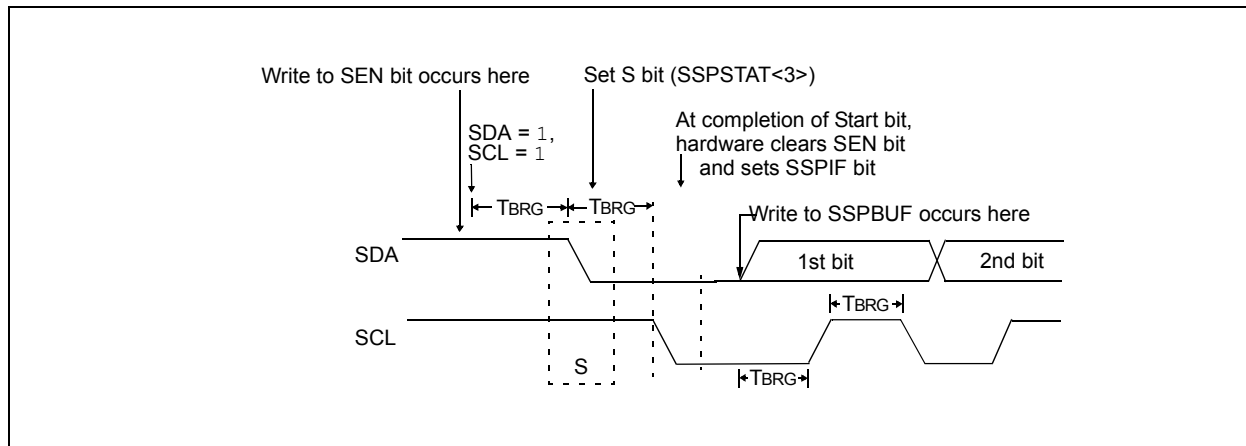 Write to SEN bit occurs here
Set S bit (SSPSTAT<3>)
SDA = 1,
SCL = 1
At completion of Start bit,
hardware clears SEN bit
and sets SSPIF bit
TBRG
TBRG
Write to SSPBUF occurs here
SDA
1st bit
2nd bit
TBRG
SCL
S
TBRG